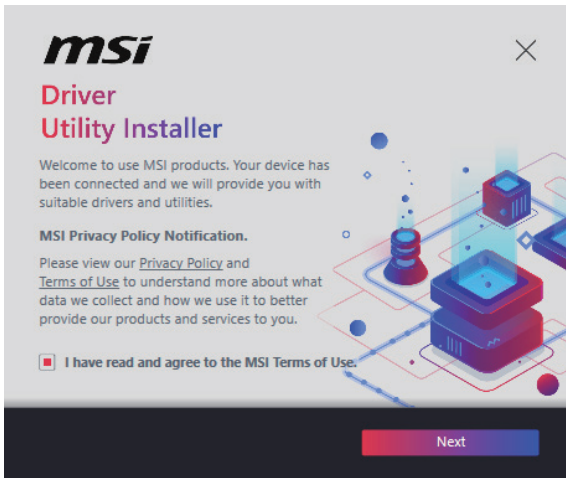 msi
Driver
Utility Installer
Welcome to use MSI products. Your device has
been connected and we will provide you with
suitable drivers and utilities.
MSI Privacy Policy Notification.
Please view our Privacy Policy and
Terms of Use to understand more about what
data we collect and how we use it to better
provide our products and services to you.
I have read and agree to the MSI Terms of Use.
Next